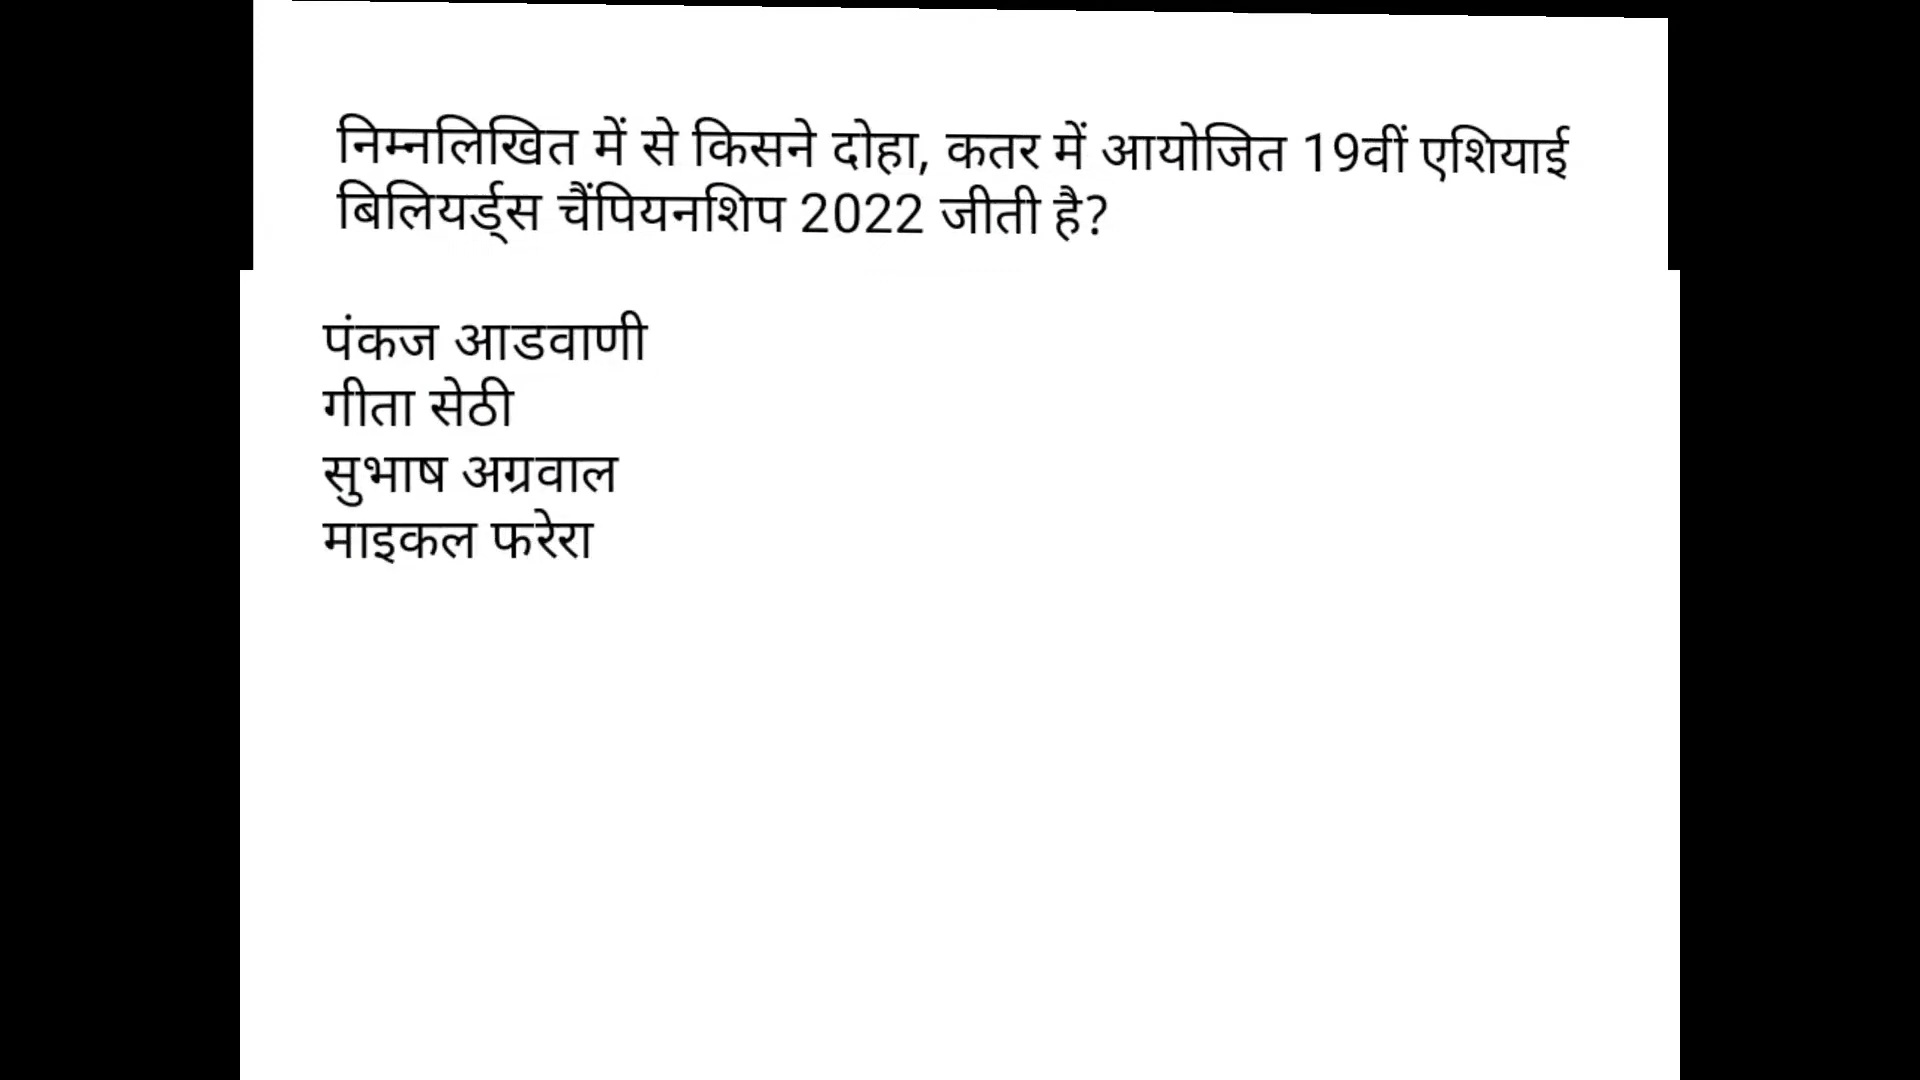 निम्नलिखित में से किसने दोहा, कतर में आयोजित 19वीं एशियाई
बिलियर्ड्स चैंपियनशिप 2022 जीती है?
पंकज आडवाणी
गीता सेठी
सुभाष अग्रवाल
माइकल फरेरा